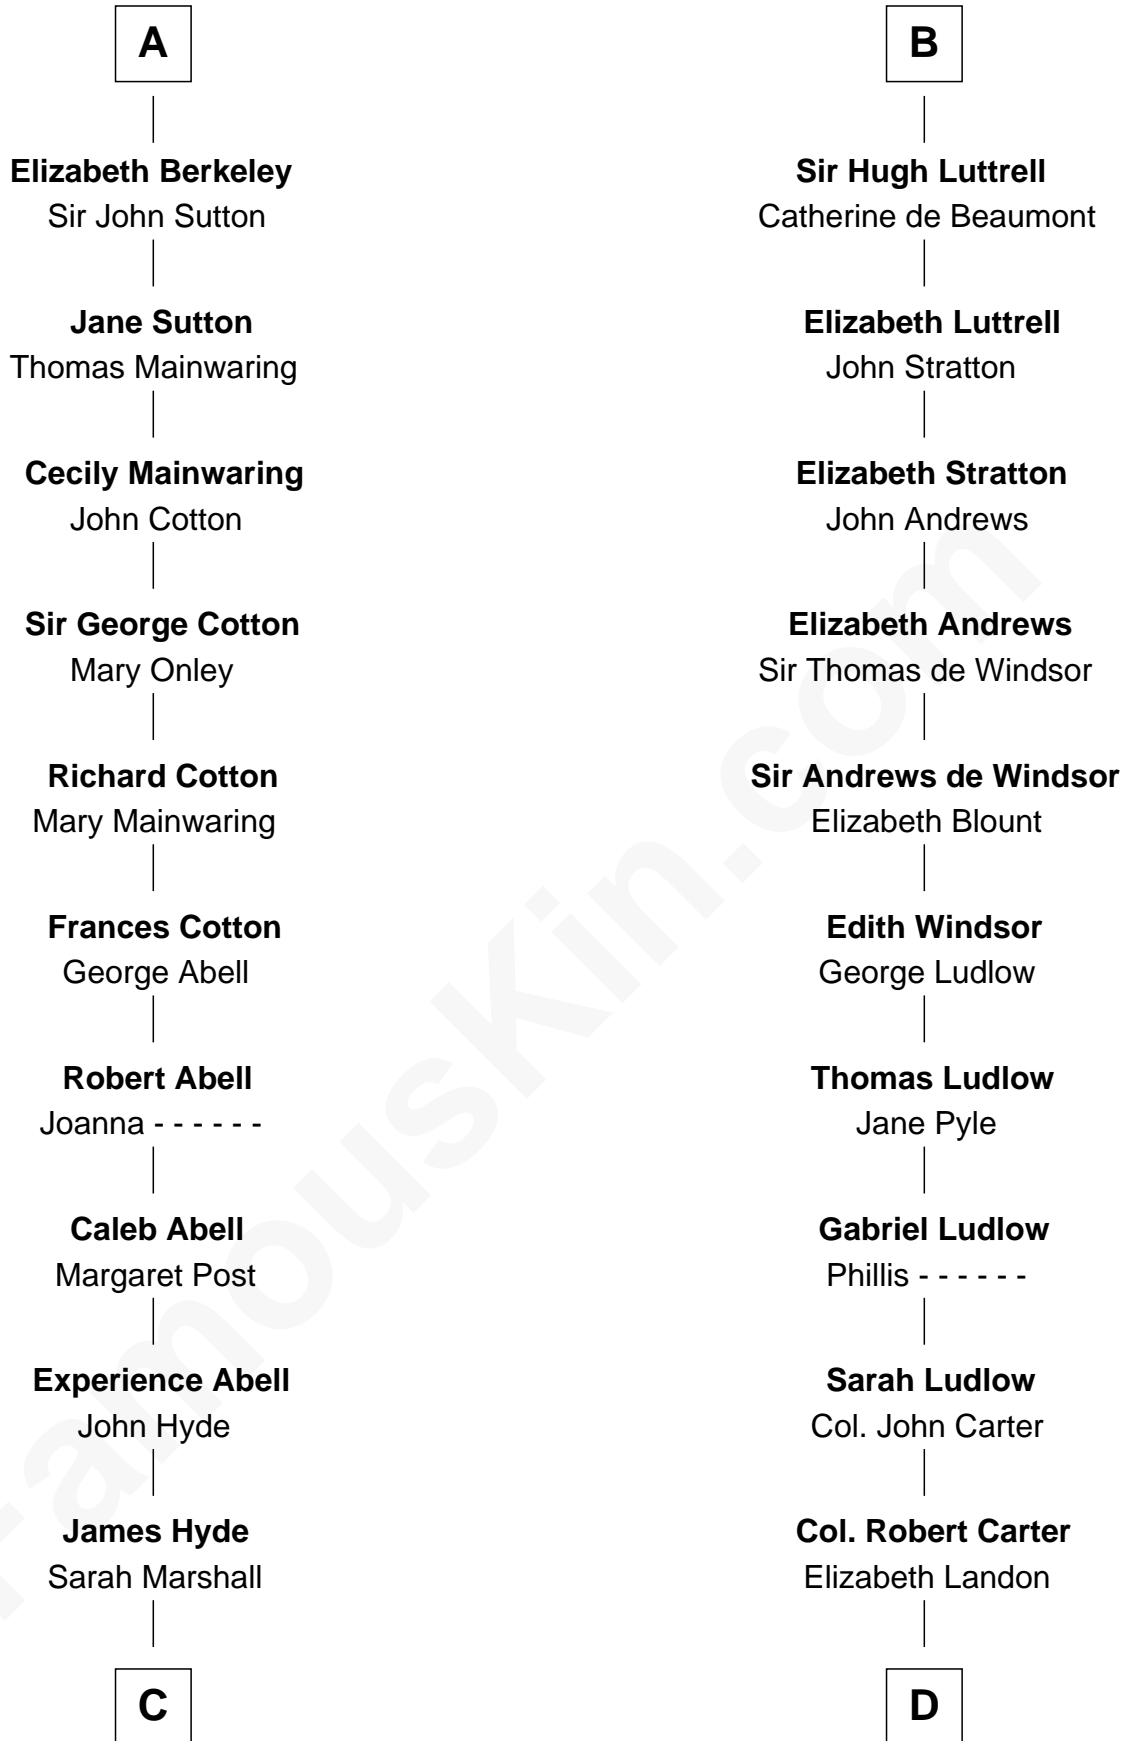 A
Elizabeth Berkeley
Sir John Sutton
Jane Sutton
Thomas Mainwaring
Cecily Mainwaring
John Cotton
Sir George Cotton
Mary Onley
Richard Cotton
Mary Mainwaring
Frances Cotton
George Abell
Robert Abell
Joanna - - - - - -
Caleb Abell
Margaret Post
Experience Abell
John Hyde
James Hyde
Sarah Marshall
C
B
Sir Hugh Luttrell
Catherine de Beaumont
Elizabeth Luttrell
John Stratton
Elizabeth Stratton
John Andrews
Elizabeth Andrews
Sir Thomas de Windsor
Sir Andrews de Windsor
Elizabeth Blount
Edith Windsor
George Ludlow
Thomas Ludlow
Jane Pyle
Gabriel Ludlow
Phillis - - - - - -
Sarah Ludlow
Col. John Carter
Col. Robert Carter
Elizabeth Landon
D
FamousKin.com